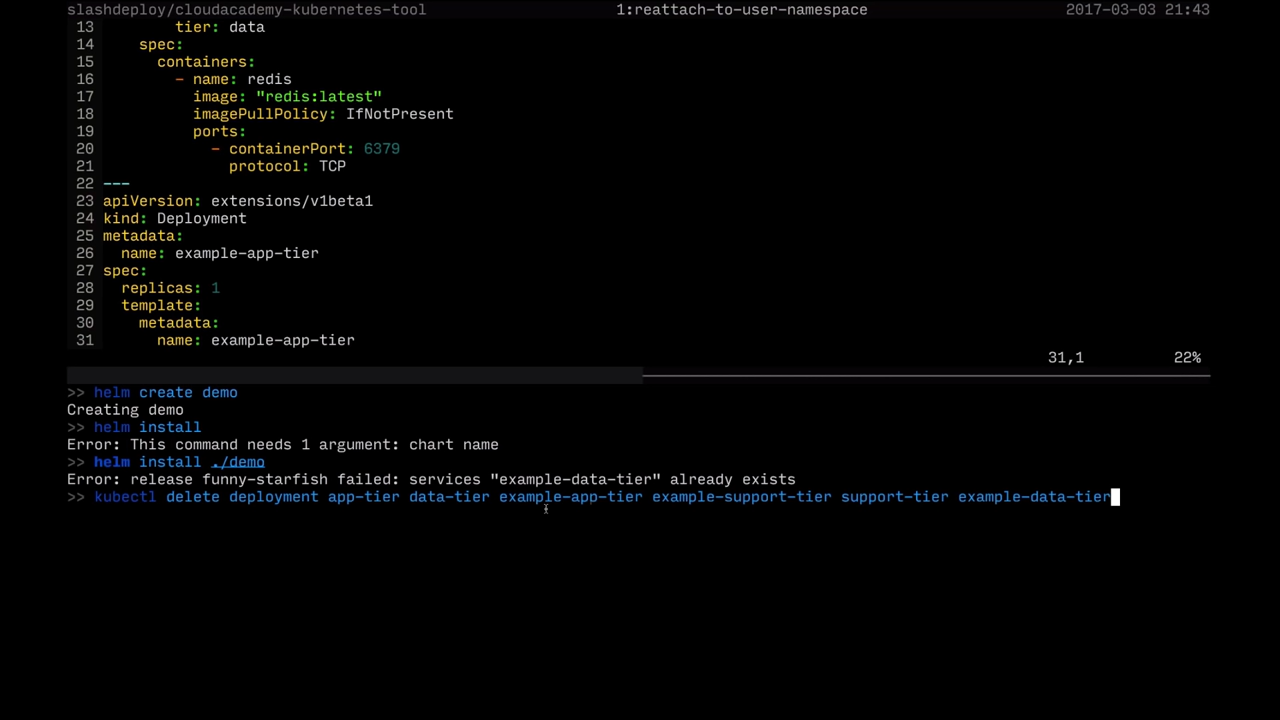 slashdeploy/cloudacademy-kubernetes-tool 1:reattach-to-user-namespace 2017-03-03 21:43
13 tier: data
14 spec:
15 containers:
16 - name: redis
17 image: "redis:latest"
18 imagePullPolicy: IfNotPresent
19 ports:
20 - containerPort: 6379
21 protocol: TCP
22 ---
23 apiVersion: extensions/v1beta1
24 kind: Deployment
25 metadata:
26 name: example-app-tier
27 spec:
28 replicas: 1
29 template:
30 metadata:
31 name: example-app-tier
31,1 22%
>> helm create demo
Creating demo
>> helm install
Error: This command needs 1 argument: chart name
>> helm install ./demo
Error: release funny-starfish failed: services "example-data-tier" already exists
>> kubectl delete deployment app-tier data-tier example-app-tier example-support-tier support-tier example-data-tier